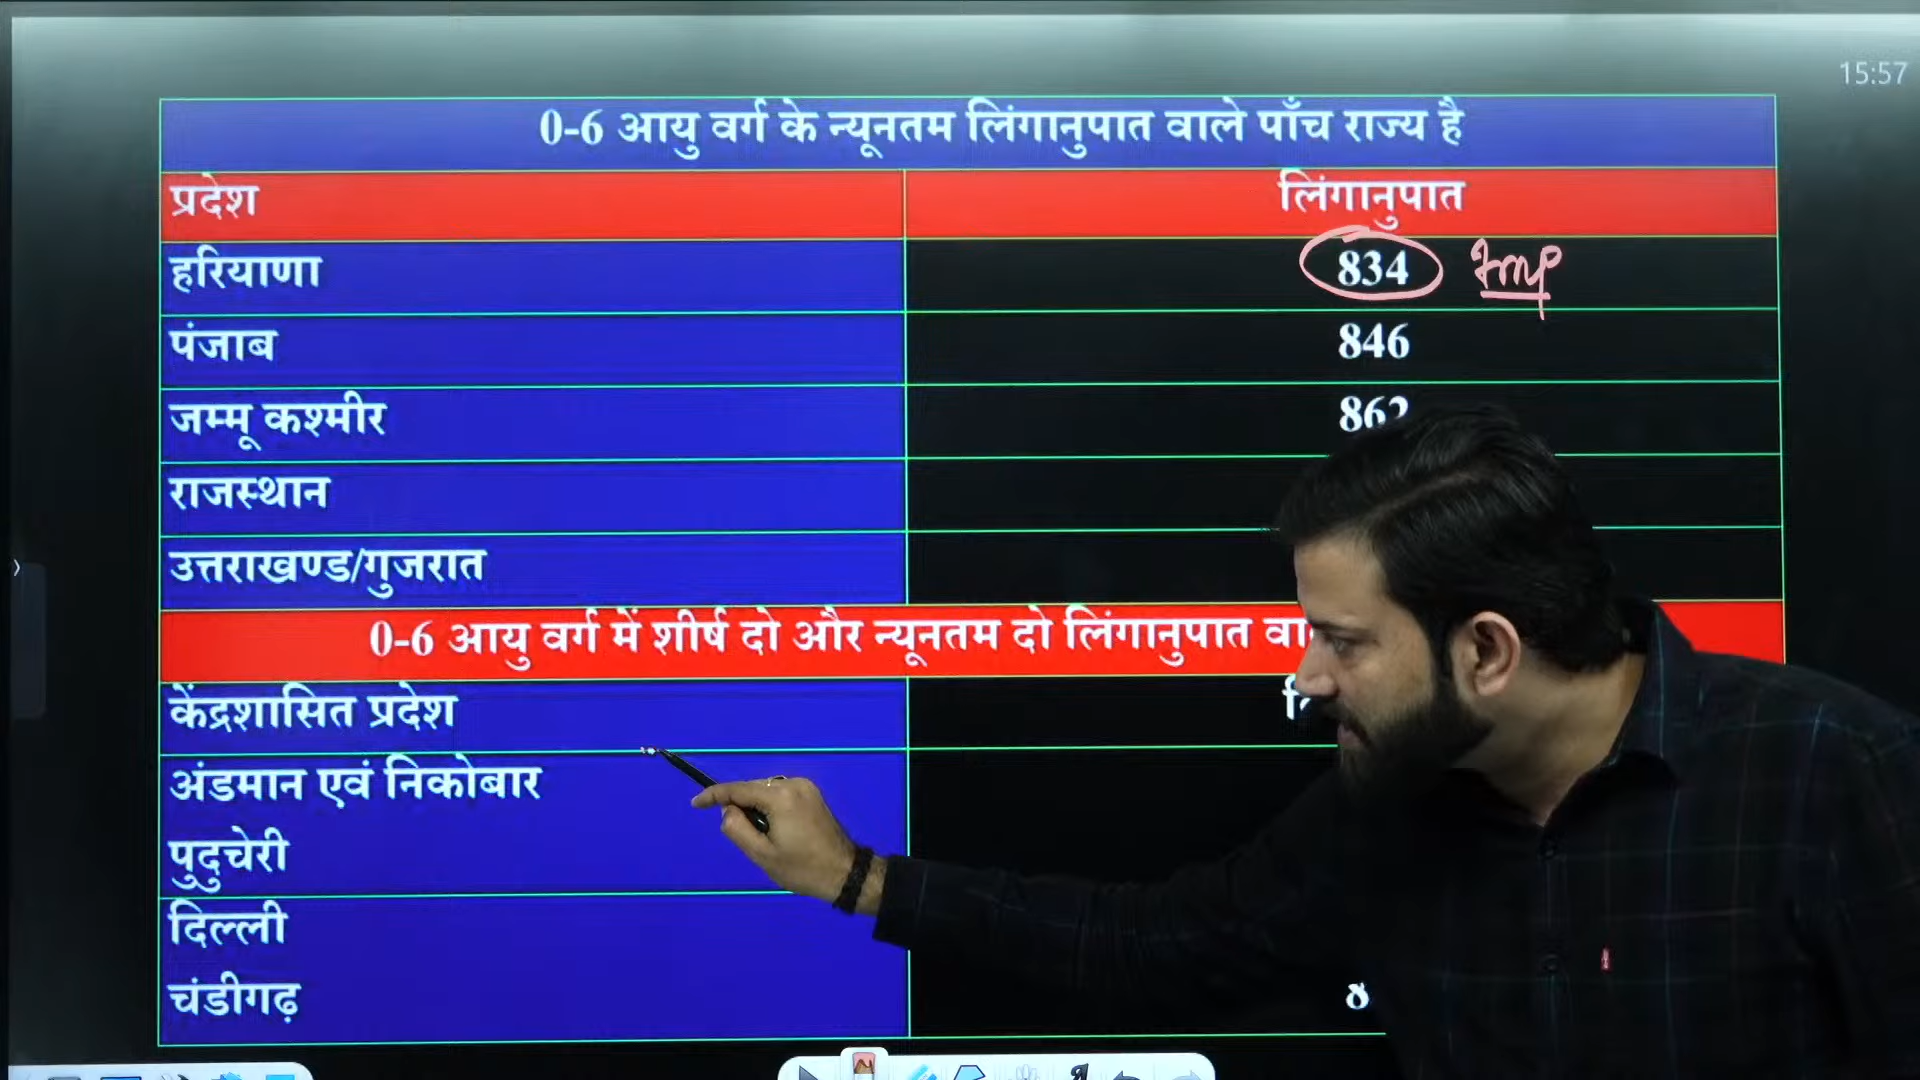 15:57
0-6 आयु वर्ग के न्यूनतम लिंगानुपात वाले पाँच राज्य है
प्रदेश लिंगानुपात
हरियाणा 834 Imp
पंजाब 846
जम्मू कश्मीर 862
राजस्थान
उत्तराखण्ड/गुजरात
0-6 आयु वर्ग में शीर्ष दो और न्यूनतम दो लिंगानुपात
केंद्रशासित प्रदेश
अंडमान एवं निकोबार
पुदुचेरी
दिल्ली
चंडीगढ़